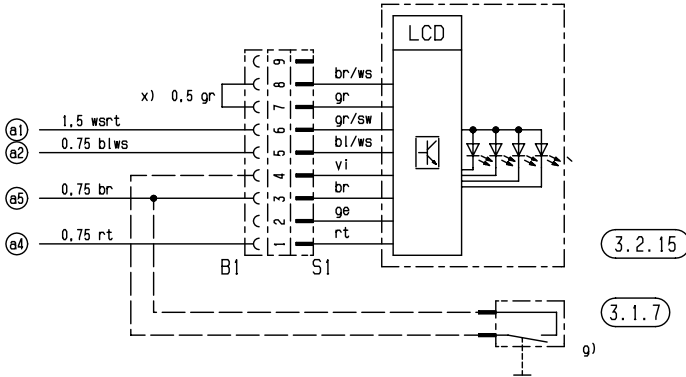 LCD
9
br/ws
8
x) 0,5 gr
gr
7
a1 1,5 wsrt
gr/sw
6
a2 0.75 blws
bl/ws
5
vi
4
a5 0,75 br
br
3
ge
2
a4 0,75 rt
rt
1
3.2.15
B1 S1
3.1.7
g)